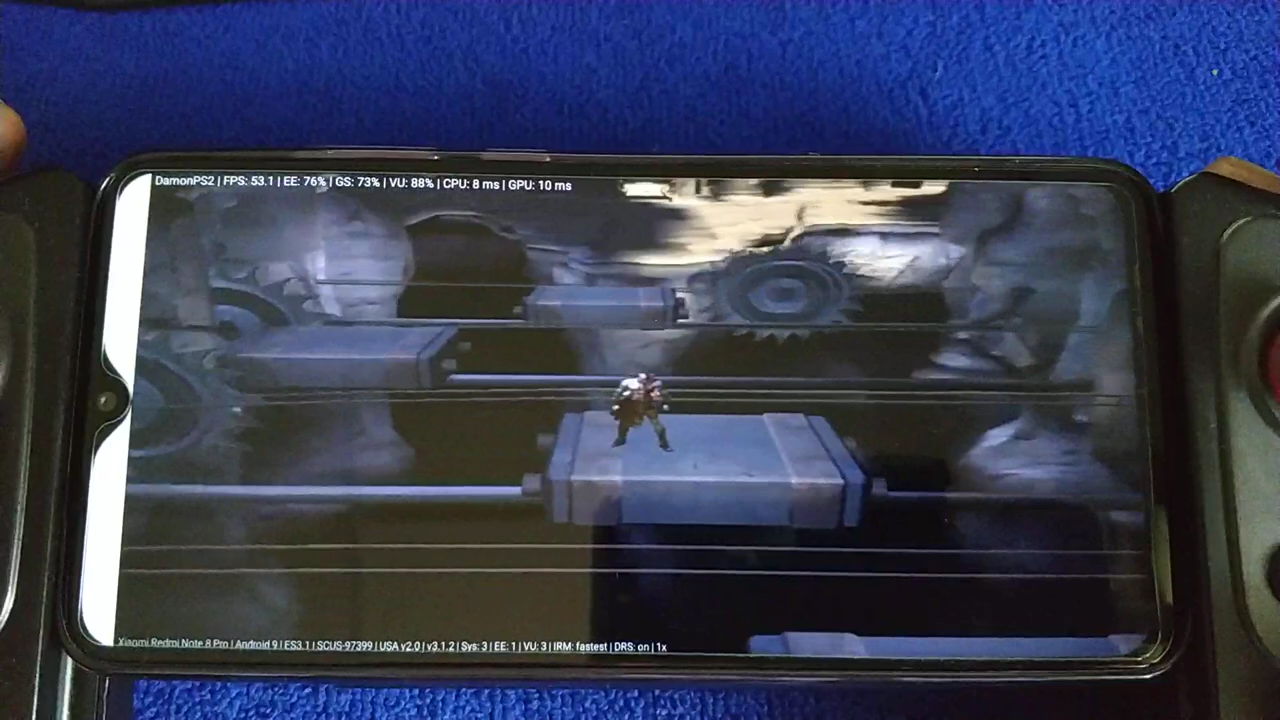 DamonPS2 | FPS: 53.1 | EE: 76% | GS: 73% | VU: 88% | CPU: 8 ms | GPU: 10 ms
Xiaomi Redmi Note 8 Pro | Android 9 | ES3.1 | SCUS-97399 | USA v2.0 | v3.1.2 | Sys: 3 | EE: 1 | VU: 3 | IRM: fastest | DRS: on | 1x